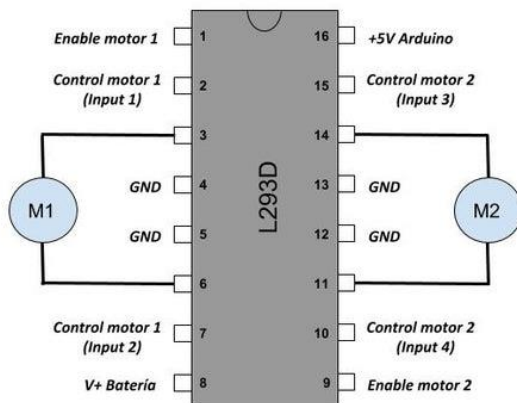 Enable motor 1
1
16
+5V Arduino
Control motor 1
(Input 1)
2
15
Control motor 2
(Input 3)
3
14
M1
GND
4
13
GND
L293D
M2
GND
5
12
GND
6
11
Control motor 1
(Input 2)
7
10
Control motor 2
(Input 4)
V+ Batería
8
9
Enable motor 2